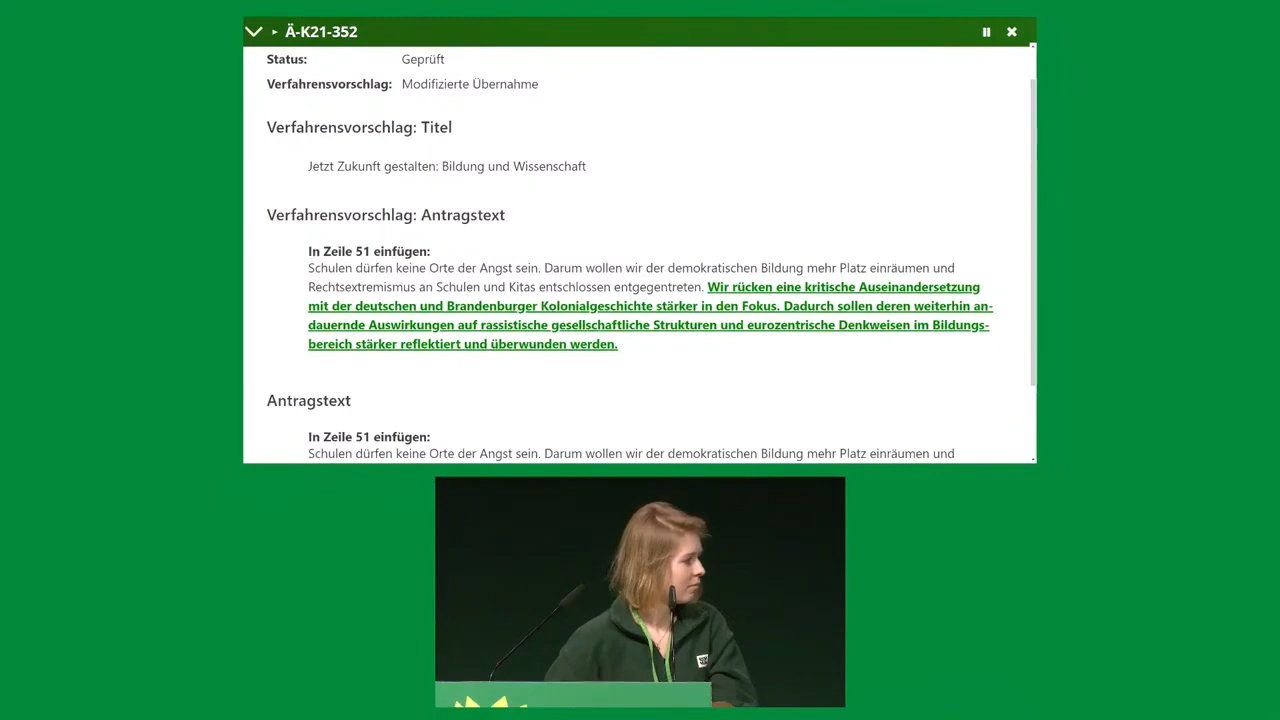 Ä-K21-352
Status: Geprüft
Verfahrensvorschlag: Modifizierte Übernahme
Verfahrensvorschlag: Titel
Jetzt Zukunft gestalten: Bildung und Wissenschaft
Verfahrensvorschlag: Antragstext
In Zeile 51 einfügen:
Schulen dürfen keine Orte der Angst sein. Darum wollen wir der demokratischen Bildung mehr Platz einräumen und
Rechtsextremismus an Schulen und Kitas entschlossen entgegentreten. Wir rücken eine kritische Auseinandersetzung
mit der deutschen und Brandenburger Kolonialgeschichte stärker in den Fokus. Dadurch sollen deren weiterhin an-
dauernde Auswirkungen auf rassistische gesellschaftliche Strukturen und eurozentrische Denkweisen im Bildungs-
bereich stärker reflektiert und überwunden werden.
Antragstext
In Zeile 51 einfügen:
Schulen dürfen keine Orte der Angst sein. Darum wollen wir der demokratischen Bildung mehr Platz einräumen und